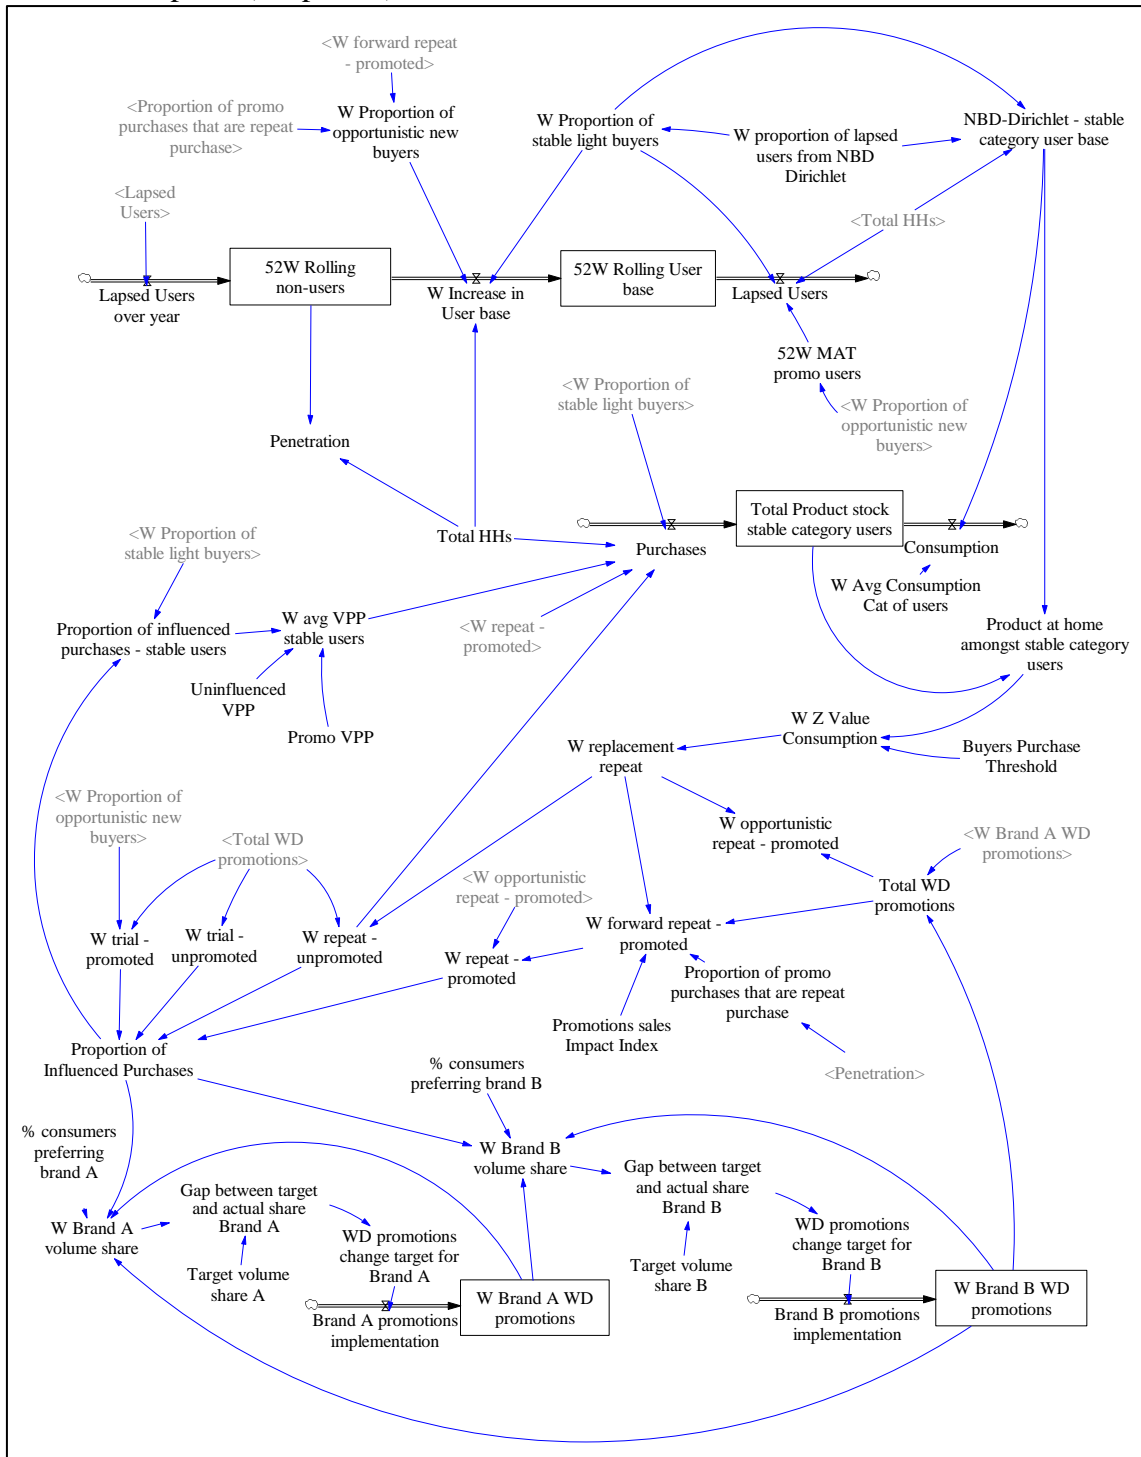 <W forward repeat
- promoted>
<Proportion of promo
purchases that are repeat
purchase>
W Proportion of
opportunistic new
buyers
W Proportion of
stable light buyers
W proportion of lapsed
users from NBD
Dirichlet
NBD-Dirichlet - stable
category user base
<Lapsed
Users>
<Total HHs>
52W Rolling
non-users
52W Rolling User
base
Lapsed Users
over year
W Increase in
User base
Lapsed Users
52W MAT
promo users
<W Proportion of
stable light buyers>
<W Proportion of
opportunistic new
buyers>
Penetration
Total Product stock
stable category users
<W Proportion of
stable light buyers>
Total HHs
Purchases
Consumption
W Avg Consumption
Cat of users
Proportion of influenced
purchases - stable users
W avg VPP
stable users
<W repeat -
promoted>
Product at home
amongst stable category
users
Uninfluenced
VPP
Promo VPP
W Z Value
Consumption
W replacement
repeat
Buyers Purchase
Threshold
<W Proportion of
opportunistic new
buyers>
<Total WD
promotions>
W opportunistic
repeat - promoted
<W Brand A WD
promotions>
<W opportunistic
repeat - promoted>
Total WD
promotions
W trial -
promoted
W trial -
unpromoted
W repeat -
unpromoted
W forward repeat -
promoted
W repeat -
promoted
Proportion of promo
purchases that are repeat
purchase
Promotions sales
Impact Index
Proportion of
Influenced Purchases
% consumers
preferring brand B
<Penetration>
% consumers
preferring
brand A
W Brand B
volume share
Gap between target
and actual share
Brand B
Gap between target
and actual share
Brand A
W Brand A
volume share
WD promotions
change target for
Brand A
WD promotions
change target for
Brand B
Target volume
share A
Target volume
share B
W Brand A WD
promotions
W Brand B WD
promotions
Brand A promotions
implementation
Brand B promotions
implementation